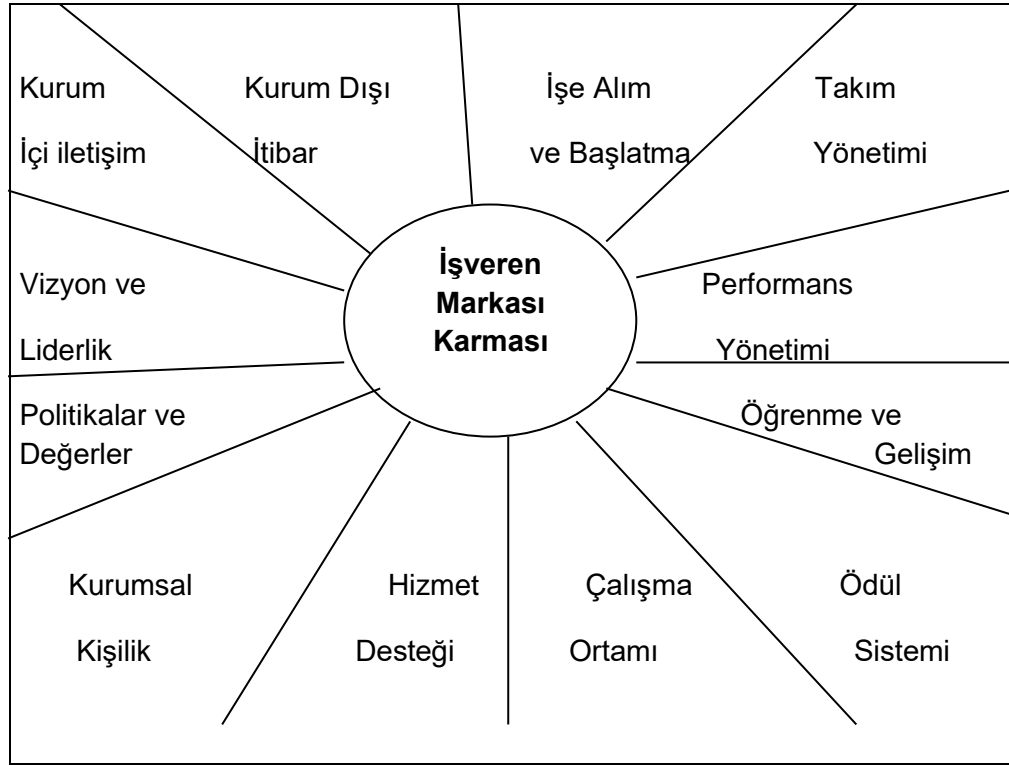 Kurum
İçi iletişim
Kurum Dışı
İtibar
İşe Alım
ve Başlatma
Takım
Yönetimi
Vizyon ve
Liderlik
İşveren
Markası
Karması
Performans
Yönetimi
Politikalar ve
Değerler
Öğrenme ve
Gelişim
Kurumsal
Kişilik
Hizmet
Desteği
Çalışma
Ortamı
Ödül
Sistemi